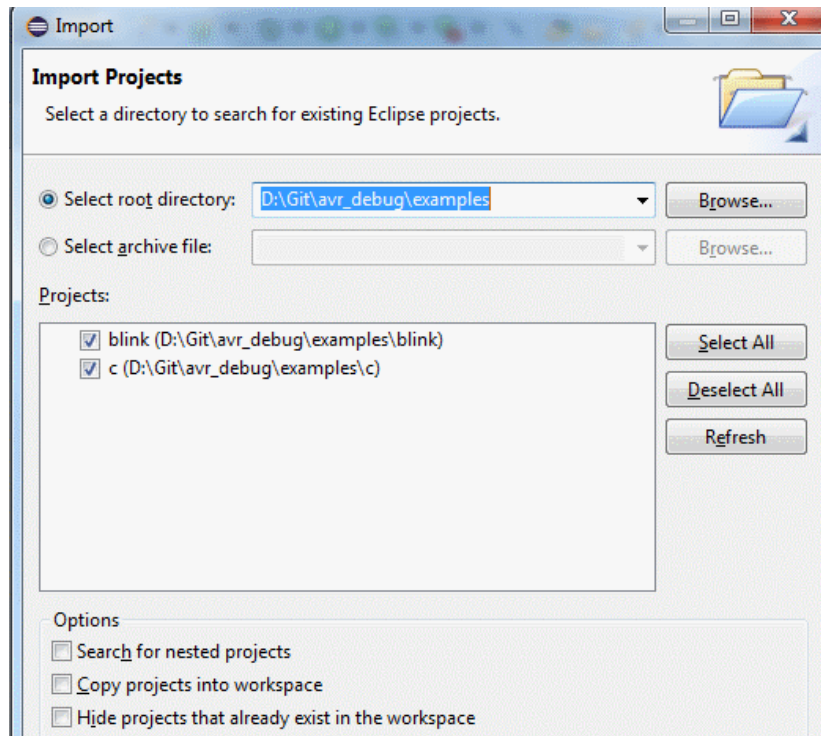 Import
Import Projects
Select a directory to search for existing Eclipse projects.
Select root directory: D:\Git\avr_debug\examples Browse...
Select archive file: Browse...
Projects:
blink (D:\Git\avr_debug\examples\blink)
c (D:\Git\avr_debug\examples\c)
Select All
Deselect All
Refresh
Options
Search for nested projects
Copy projects into workspace
Hide projects that already exist in the workspace